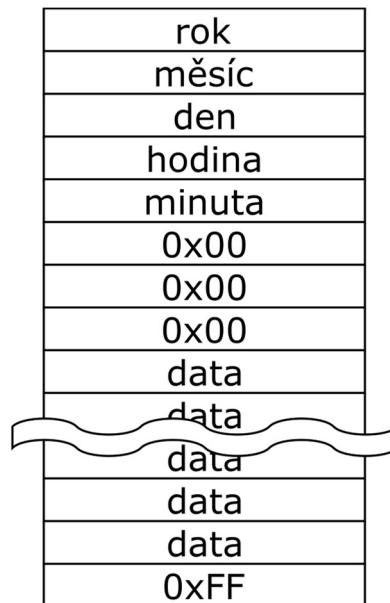 rok
měsíc
den
hodina
minuta
0x00
0x00
0x00
data
data
data
data
data
0xFF